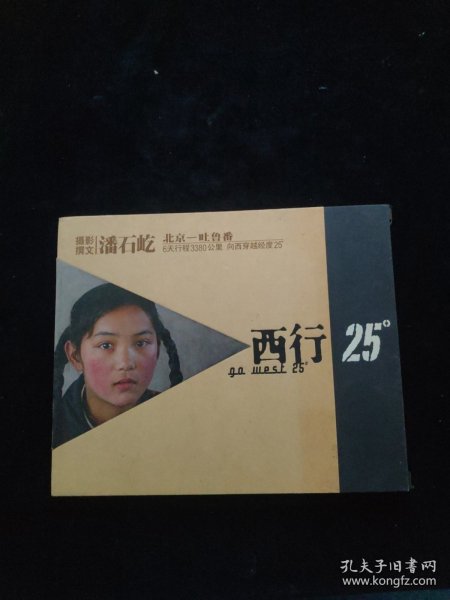 摄影
撰文
潘石屹
北京—吐鲁番
6天行程3380公里 向西穿越经度25°
西行 25°
go west 25°
孔夫子旧书网
www.kongfz.com